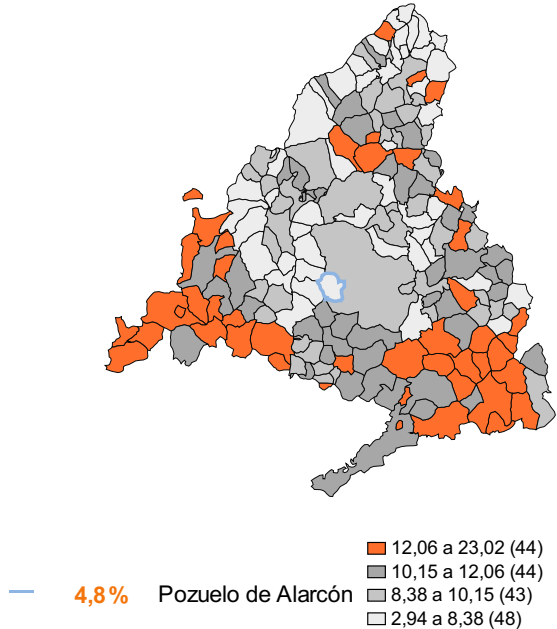 12,06 a 23,02 (44)
10,15 a 12,06 (44)
4,8% Pozuelo de Alarcón 8,38 a 10,15 (43)
2,94 a 8,38 (48)